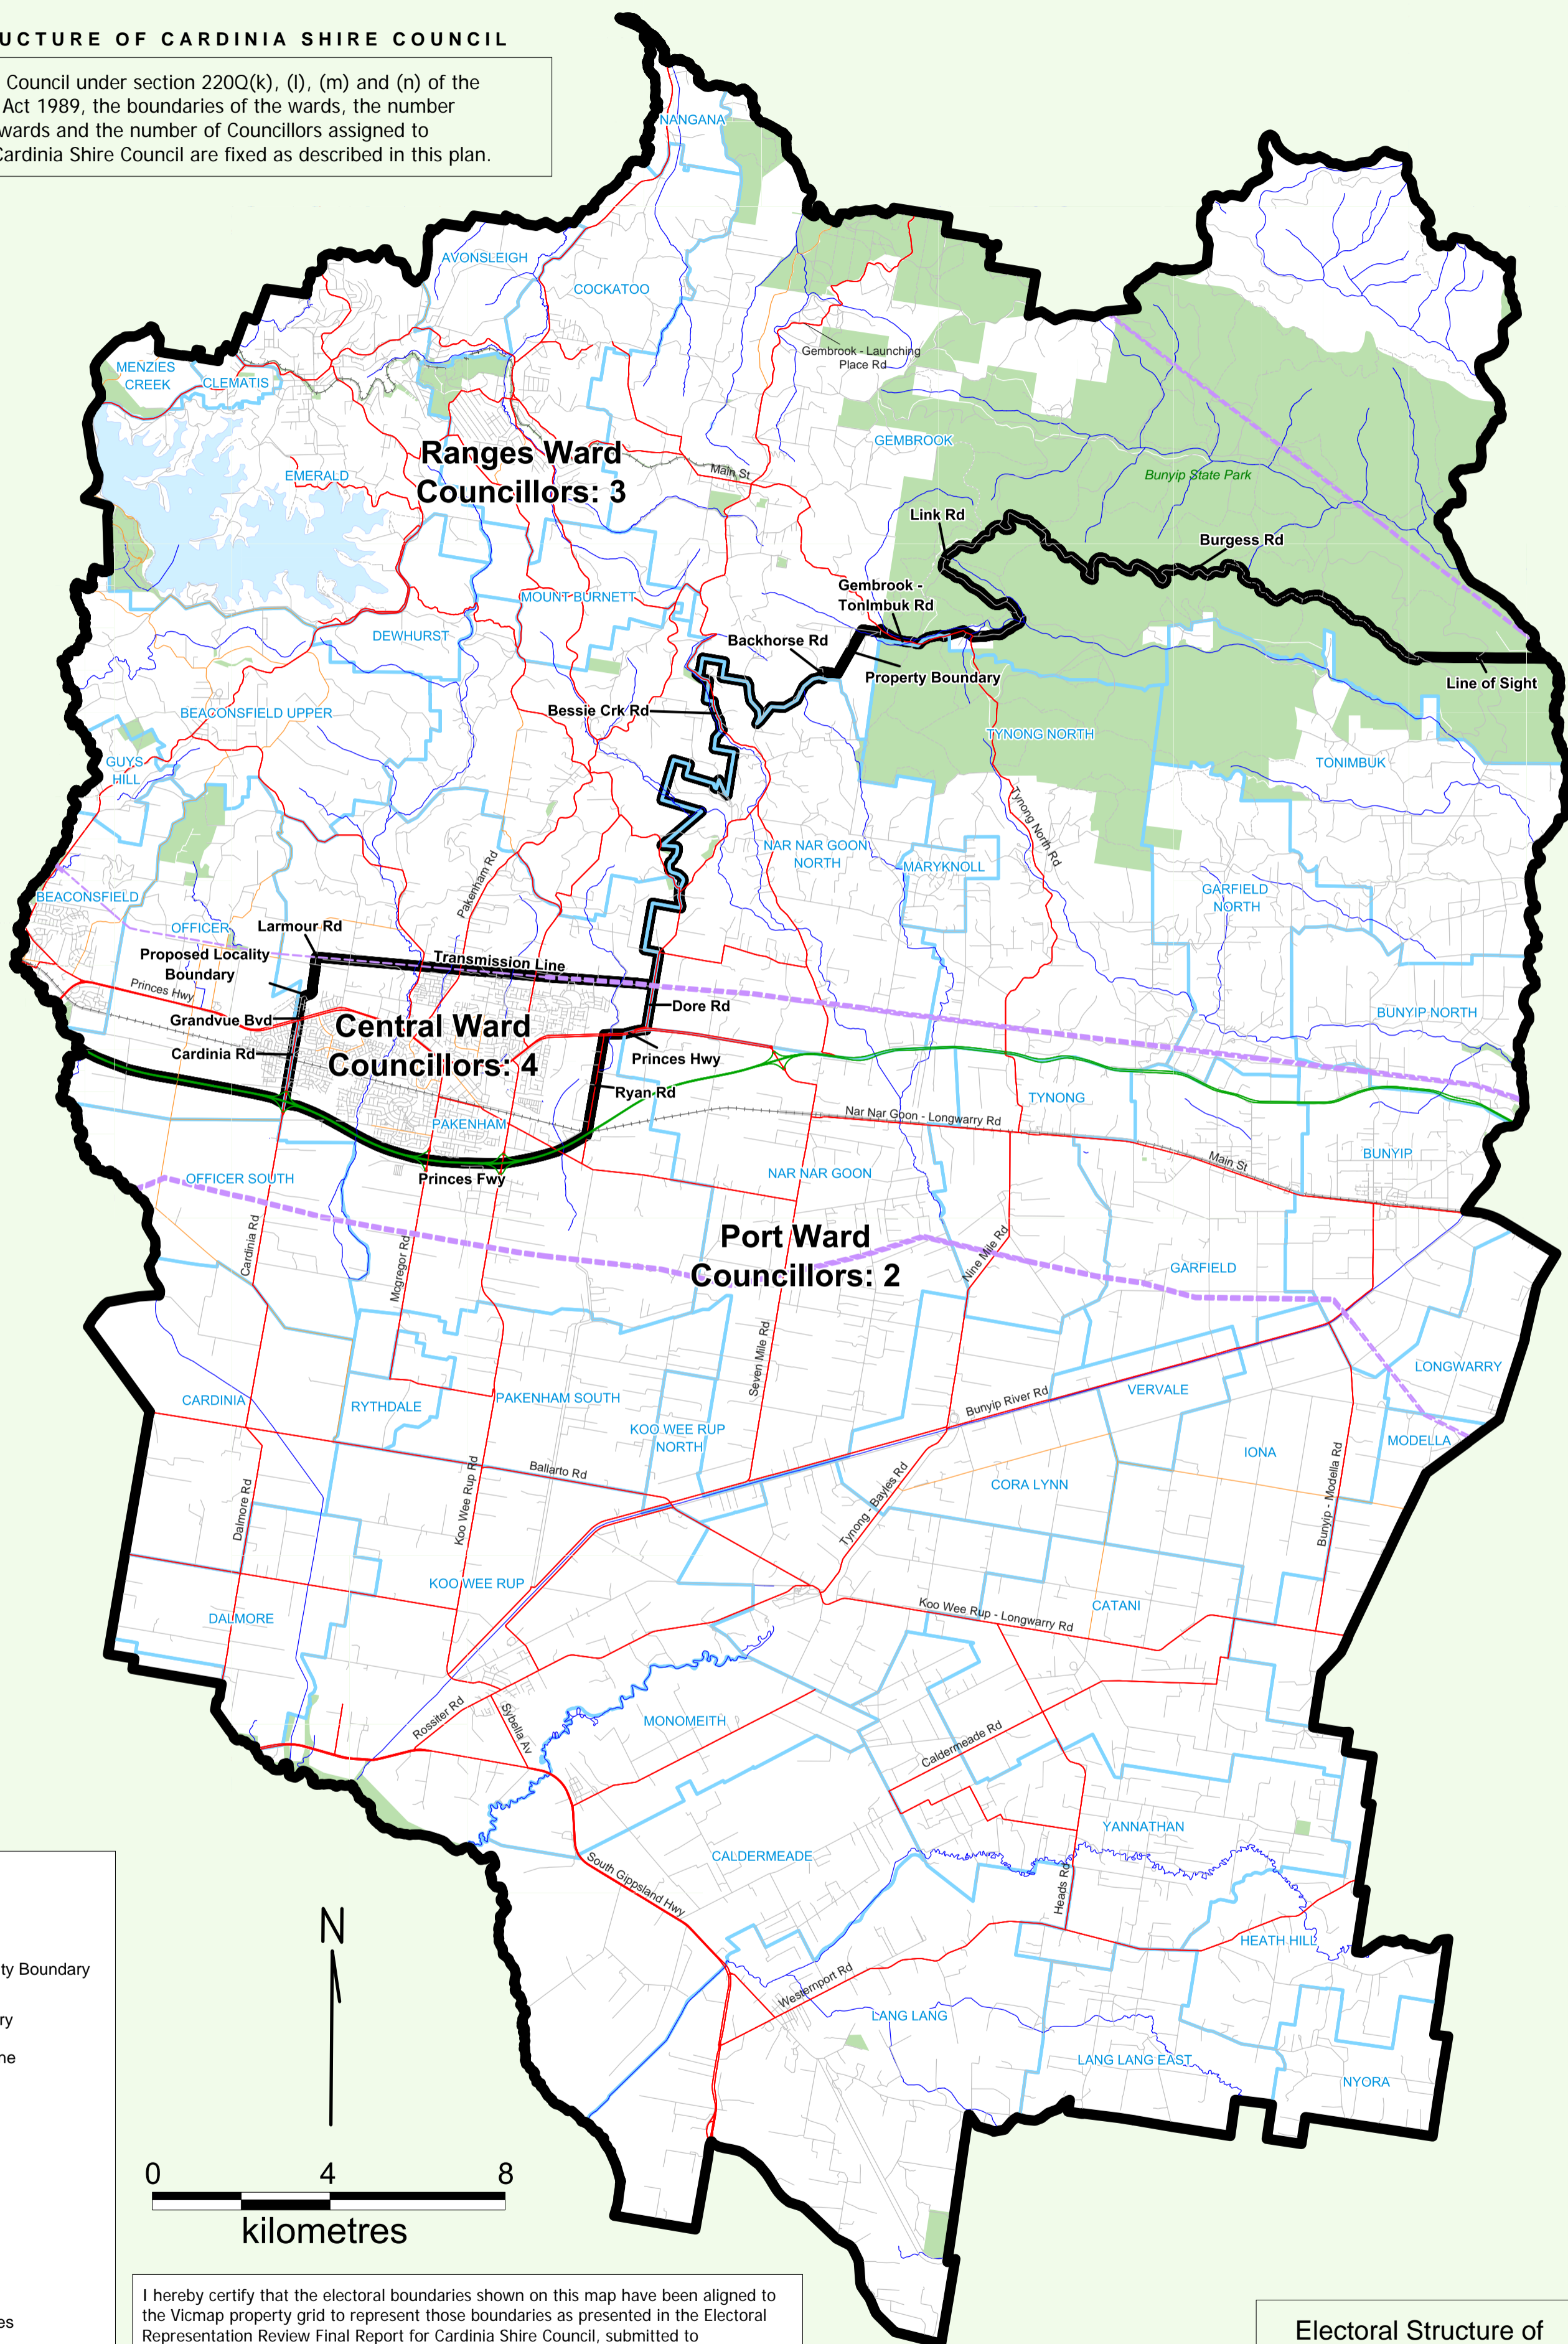 UCTURE OF CARDINIA SHIRE COUNCIL
Council under section 220Q(k), (l), (m) and (n) of the
Act 1989, the boundaries of the wards, the number
wards and the number of Councillors assigned to
Cardinia Shire Council are fixed as described in this plan.
NANGANA
AVONSLEIGH
COCKATOO
Gembrook - Launching
Place Rd
MENZIES
CREEK
CLEMATIS
GEMBROOK
Ranges Ward
Councillors: 3
EMERALD
Main St
Bunyip State Park
Link Rd
Burgess Rd
Gembrook -
TonImbuk Rd
MOUNT BURNETT
DEWHURST
Backhorse Rd
Property Boundary
Line of Sight
Bessie Crk Rd
BEACONSFIELD UPPER
TYNONG NORTH
GUYS
HILL
TONIMBUK
Tynong North Rd
NAR NAR GOON
NORTH
MARYKNOLL
Pakenham Rd
BEACONSFIELD
GARFIELD
NORTH
OFFICER
Larmour Rd
Proposed Locality
Boundary
Transmission Line
Princes Hwy
Dore Rd
Grandvue Bvd
Central Ward
Councillors: 4
BUNYIP NORTH
Cardinia Rd
Princes Hwy
Ryan Rd
TYNONG
Nar Nar Goon - Longwarry Rd
PAKENHAM
Main St
BUNYIP
Princes Fwy
OFFICER SOUTH
NAR NAR GOON
Port Ward
Councillors: 2
Cardinia Rd
Mcgregor Rd
Nine Mile Rd
GARFIELD
Seven Mile Rd
LONGWARRY
CARDINIA
RYTHDALE
PAKENHAM SOUTH
Bunyip River Rd
VERVALE
KOO WEE RUP
NORTH
MODELLA
IONA
Ballarto Rd
CORA LYNN
Dalmore Rd
Koo Wee Rup Rd
Tynong - Bayles Rd
Bunyip - Modella Rd
KOO WEE RUP
DALMORE
CATANI
Koo Wee Rup - Longwarry Rd
Rossiter Rd
Sybella Av
MONOMEITH
Caldermeade Rd
YANNATHAN
CALDERMEADE
South Gippsland Hwy
Heads Rd
N
HEATH HILL
ty Boundary
Westernport Rd
LANG LANG
ry
ne
LANG LANG EAST
NYORA
0 4 8
kilometres
I hereby certify that the electoral boundaries shown on this map have been aligned to
the Vicmap property grid to represent those boundaries as presented in the Electoral
Representation Review Final Report for Cardinia Shire Council, submitted to
es
Electoral Structure of